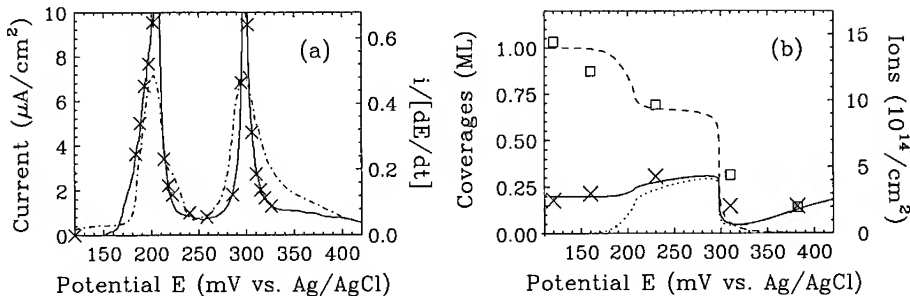 (a)
Current (μA/cm²)
10
8
6
4
2
0
0.6
0.4
0.2
0.0
i/[dE/dt]
150 200 250 300 350 400
Potential E (mV vs. Ag/AgCl)
(b)
Coverages (ML)
1.00
0.75
0.50
0.25
0.00
15
10
5
0
Ions (10¹⁴/cm²)
150 200 250 300 350 400
Potential E (mV vs. Ag/AgCl)